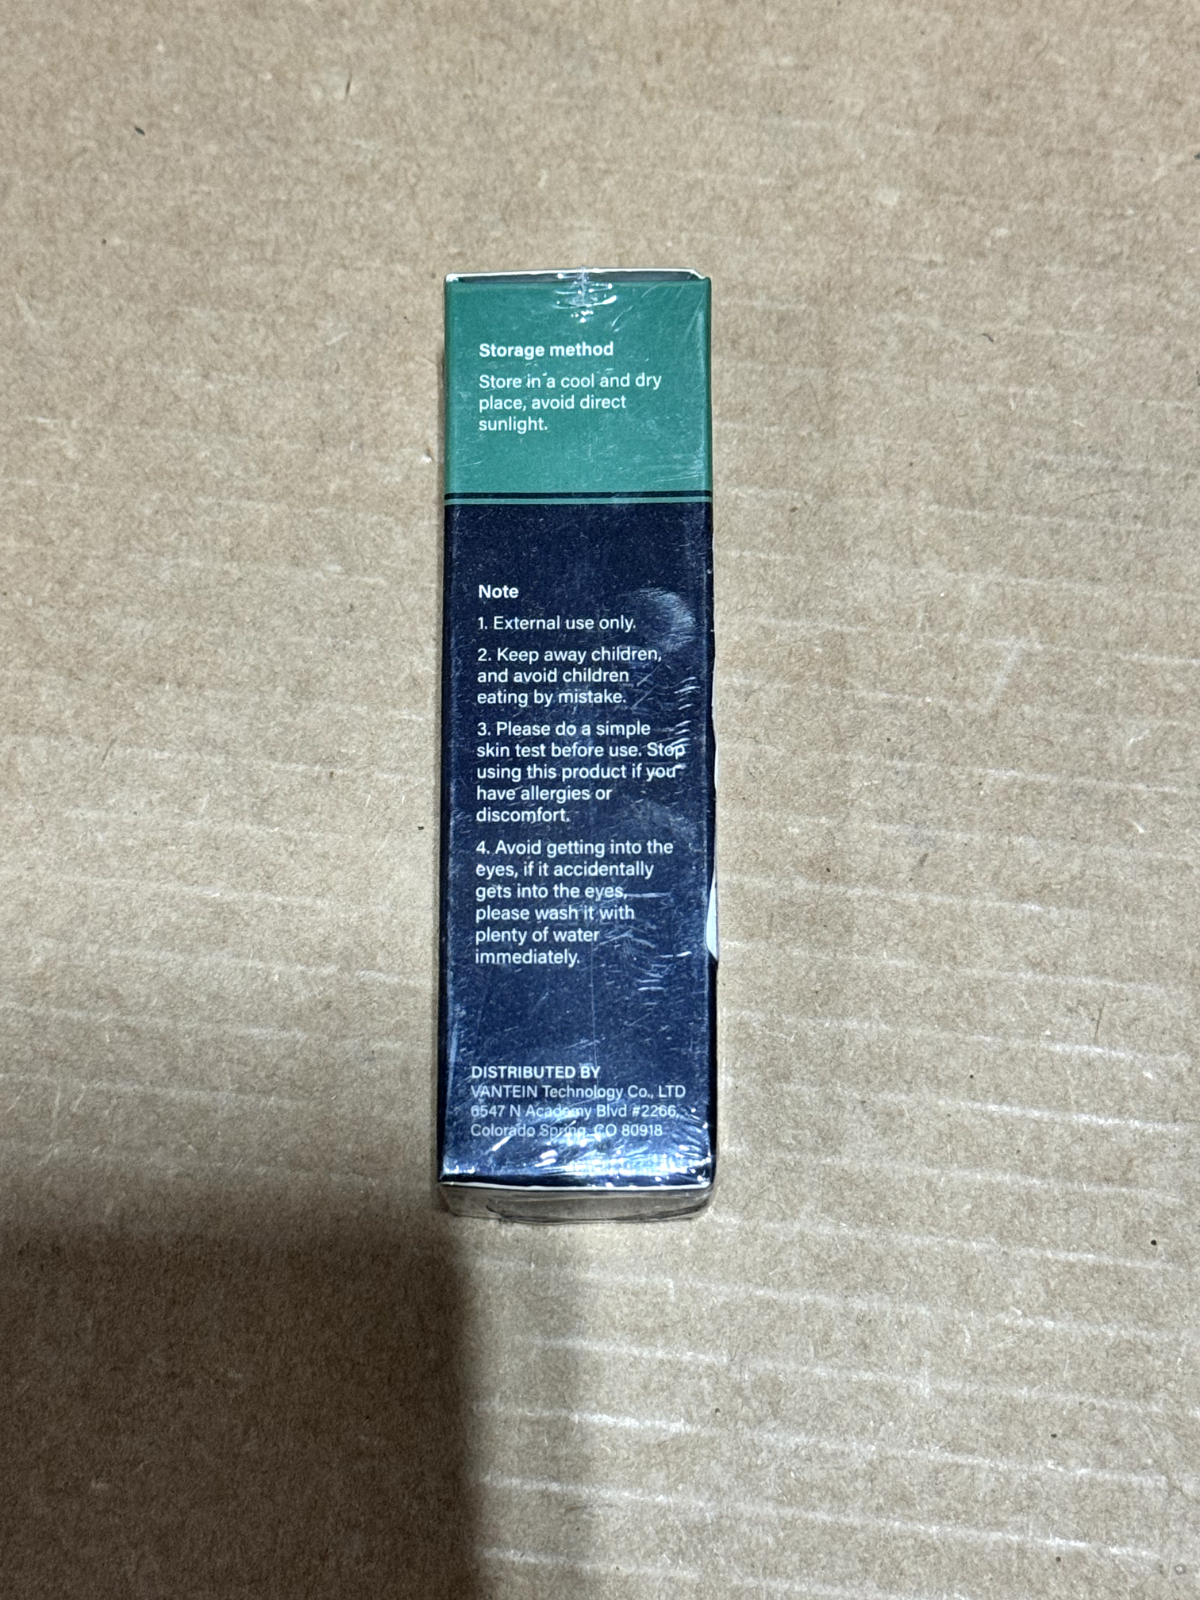 Storage method
Store in a cool and dry
place, avoid direct
sunlight.
Note
1. External use only.
2. Keep away children,
and avoid children
eating by mistake.
3. Please do a simple
skin test before use. Stop
using this product if you
have allergies or
discomfort.
4. Avoid getting into the
eyes, if it accidentally
gets into the eyes,
please wash it with
plenty of water
immediately.
DISTRIBUTED BY
VANTEIN Technology Co., LTD
6547 N Academy Blvd #2266,
Colorado Spring, CO 80918